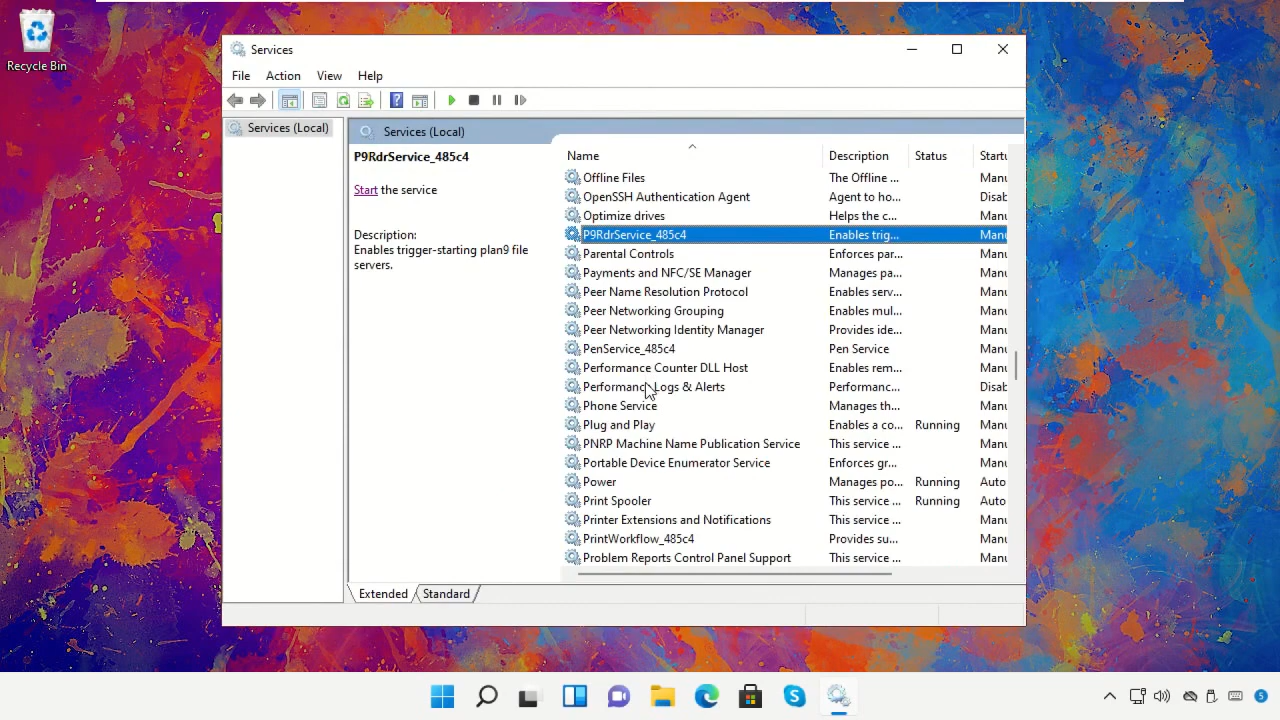 Recycle Bin
Services
File Action View Help
Services (Local)
Services (Local)
P9RdrService_485c4
Start the service
Description:
Enables trigger-starting plan9 file
servers.
Name Description Status Startu
Offline Files The Offline ... Manu
OpenSSH Authentication Agent Agent to ho... Disab
Optimize drives Helps the c... Manu
P9RdrService_485c4 Enables trig... Manu
Parental Controls Enforces par... Manu
Payments and NFC/SE Manager Manages pa... Manu
Peer Name Resolution Protocol Enables serv... Manu
Peer Networking Grouping Enables mul... Manu
Peer Networking Identity Manager Provides ide... Manu
PenService_485c4 Pen Service Manu
Performance Counter DLL Host Enables rem... Manu
Performance Logs & Alerts Performanc... Disab
Phone Service Manages th... Manu
Plug and Play Enables a co... Running Manu
PNRP Machine Name Publication Service This service ... Manu
Portable Device Enumerator Service Enforces gr... Manu
Power Manages po... Running Auto
Print Spooler This service ... Running Auto
Printer Extensions and Notifications This service ... Manu
PrintWorkflow_485c4 Provides su... Manu
Problem Reports Control Panel Support This service ... Manu
Extended Standard
5